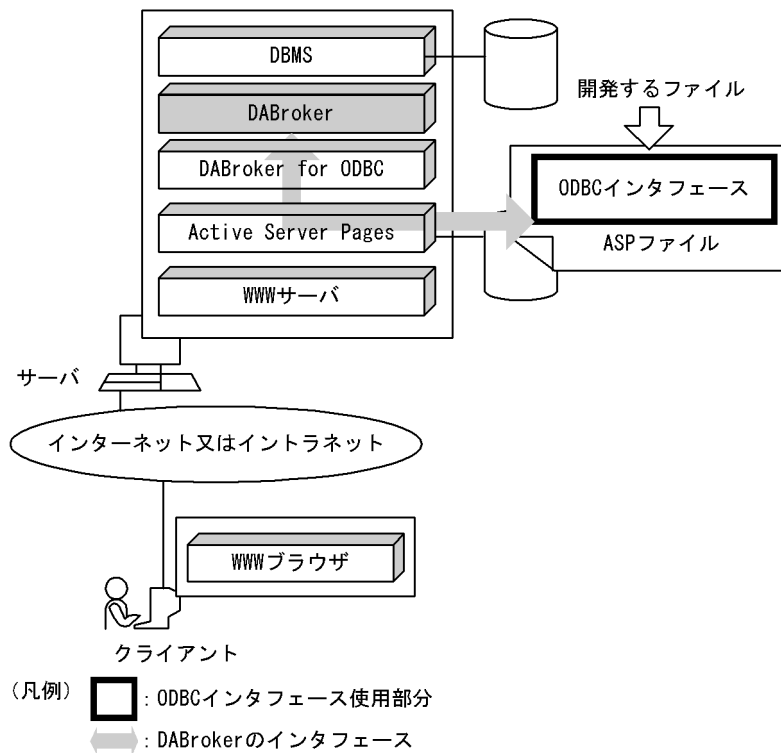 DBMS
DABroker
DABroker for ODBC
Active Server Pages
WWWサーバ
開発するファイル
ODBCインタフェース
ASPファイル
サーバ
インターネット又はイントラネット
WWWブラウザ
クライアント
(凡例)
:ODBCインタフェース使用部分
:DABrokerのインタフェース